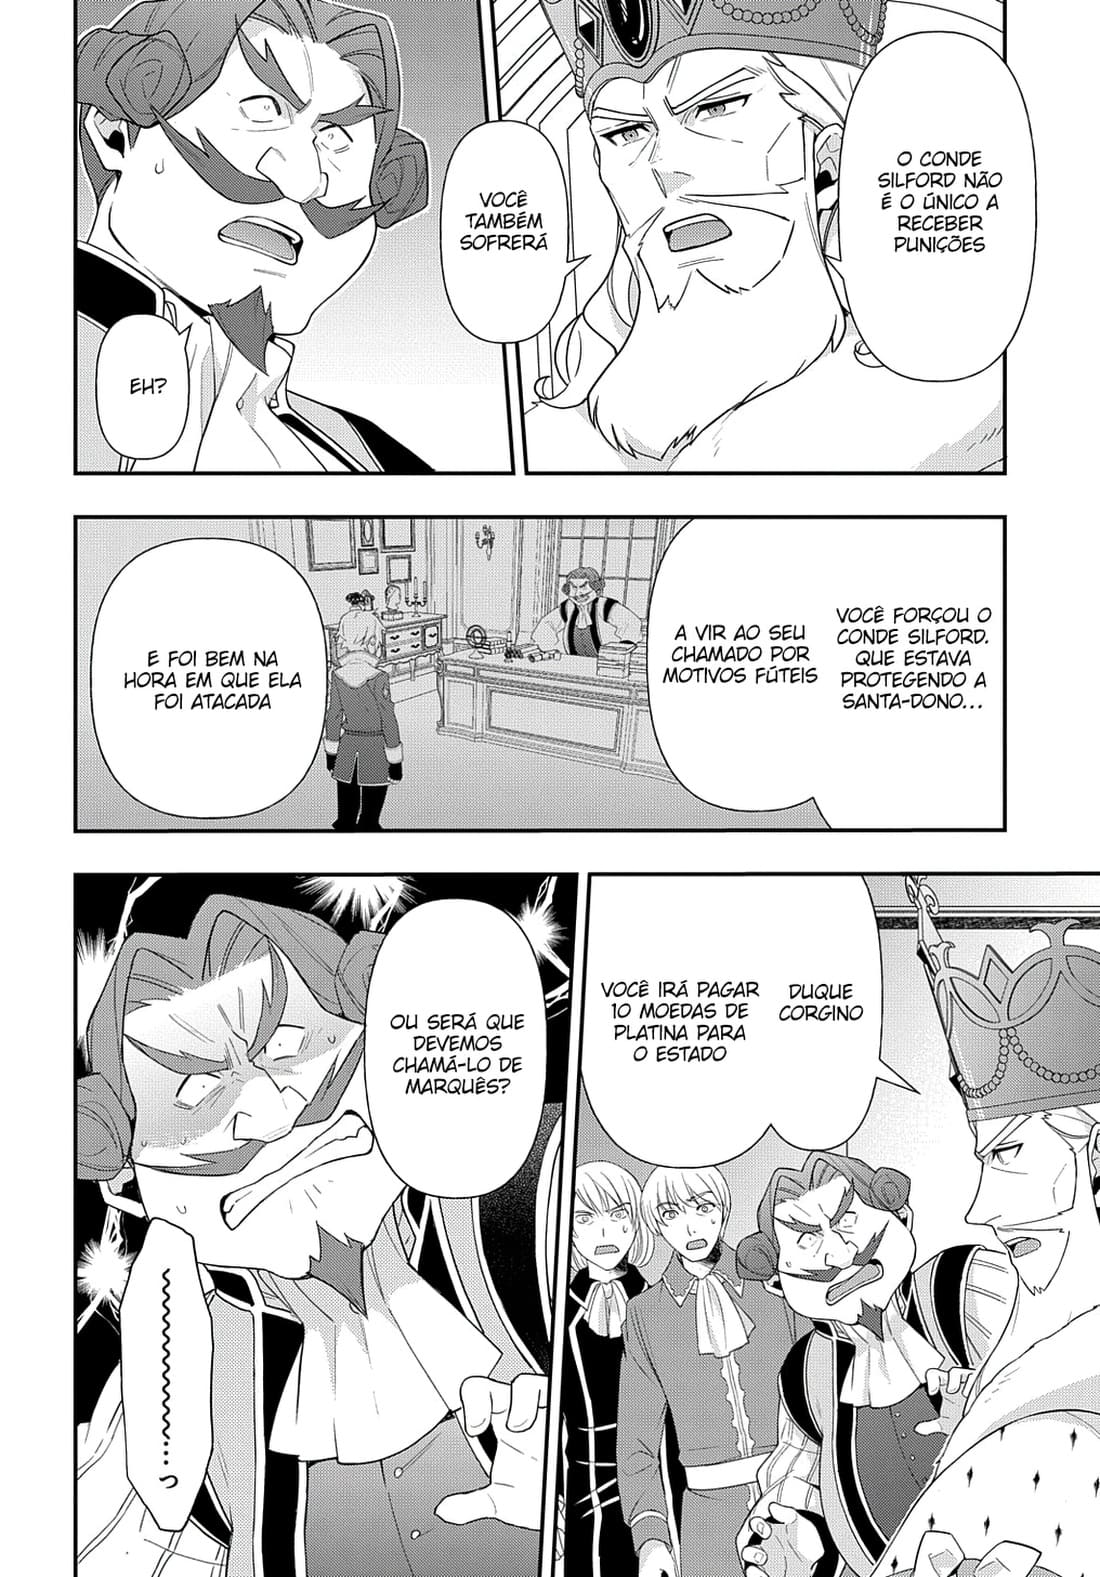 O CONDE
SILFORD NÃO
É O ÚNICO A
RECEBER
PUNIÇÕES
VOCÊ
TAMBÉM
SOFRERÁ
EH?
VOCÊ FORÇOU O
CONDE SILFORD.
QUE ESTAVA
PROTEGENDO A
SANTA-DONO...
A VIR AO SEU
CHAMADO POR
MOTIVOS FÚTEIS
E FOI BEM NA
HORA EM QUE ELA
FOI ATACADA
DUQUE
CORGINO
VOCÊ IRÁ PAGAR
10 MOEDAS DE
PLATINA PARA
O ESTADO
OU SERÁ QUE
DEVEMOS
CHAMÁ-LO DE
MARQUÊS?
〜〜〜〜……っ